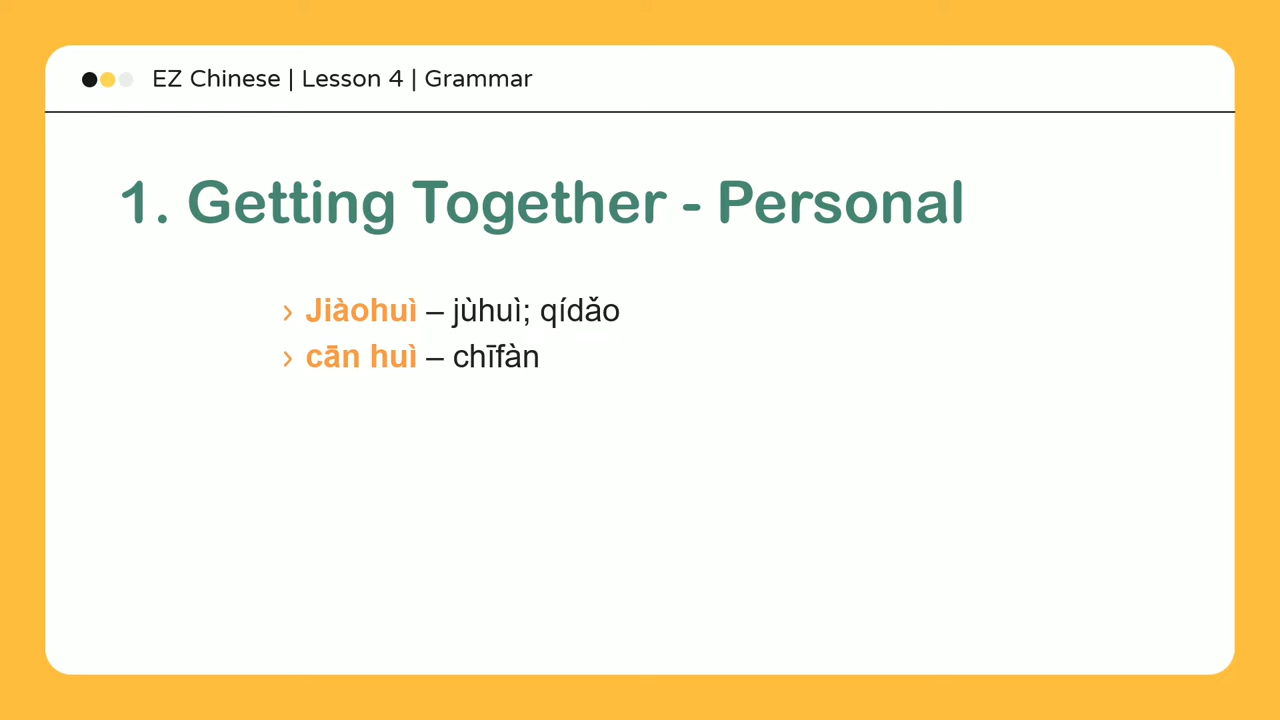 EZ Chinese | Lesson 4 | Grammar
1. Getting Together - Personal
› Jiàohuì – jùhuì; qídǎo
› cān huì – chīfàn